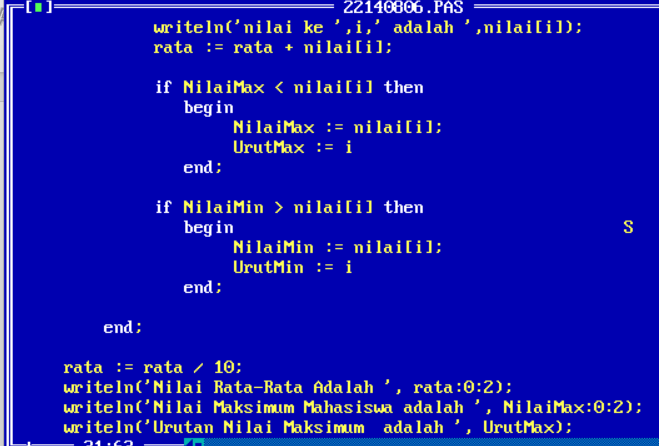 [■] 22140806.PAS
writeln('nilai ke ',i,' adalah ',nilai[i]);
rata := rata + nilai[i];
if NilaiMax < nilai[i] then
begin
NilaiMax := nilai[i];
UrutMax := i
end;
if NilaiMin > nilai[i] then
begin S
NilaiMin := nilai[i];
UrutMin := i
end;
end;
rata := rata / 10;
writeln('Nilai Rata-Rata Adalah ', rata:0:2);
writeln('Nilai Maksimum Mahasiswa adalah ', NilaiMax:0:2);
writeln('Urutan Nilai Maksimum  adalah ', UrutMax);